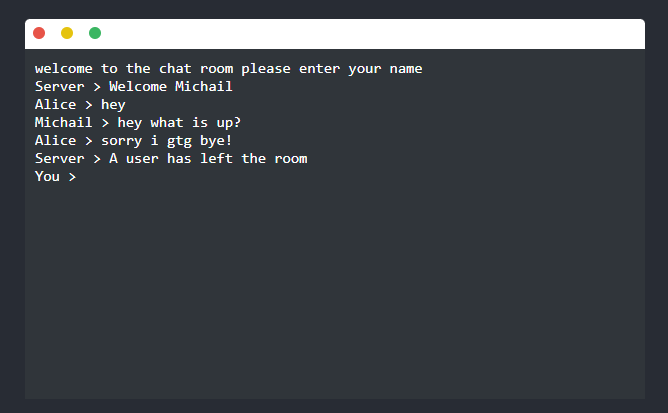 welcome to the chat room please enter your name
Server > Welcome Michail
Alice > hey
Michail > hey what is up?
Alice > sorry i gtg bye!
Server > A user has left the room
You >